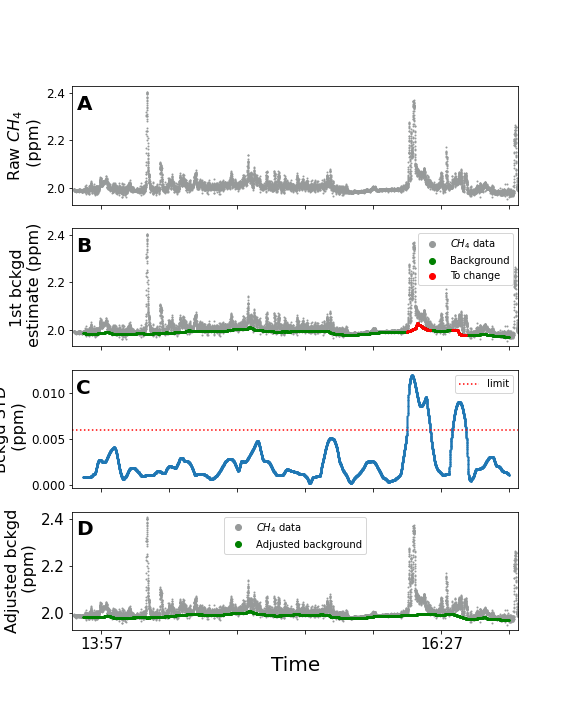 A
Raw CH4
(ppm)
2.4
2.2
2.0
B
1st bckgd
estimate (ppm)
2.4
2.2
2.0
CH4 data
Background
To change
C
(ppm)
0.010
0.005
0.000
limit
D
Adjusted bckgd
(ppm)
2.4
2.2
2.0
CH4 data
Adjusted background
13:57
16:27
Time